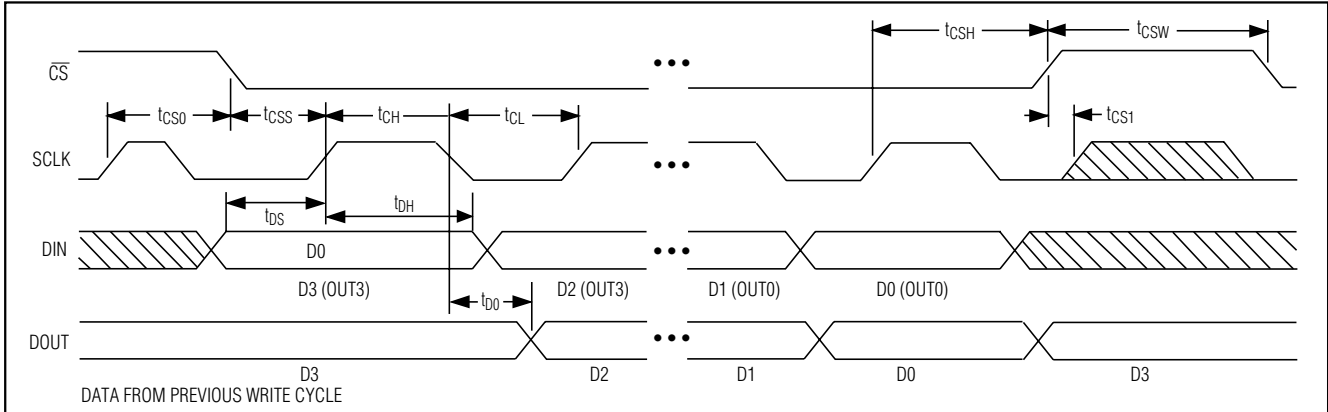 tCSH
tCSW
CS
tCS0
tCSS
tCH
tCL
tCS1
SCLK
tDS
tDH
DIN
D0
D3 (OUT3)
D2 (OUT3)
D1 (OUT0)
D0 (OUT0)
tD0
DOUT
D3
D2
D1
D0
D3
DATA FROM PREVIOUS WRITE CYCLE